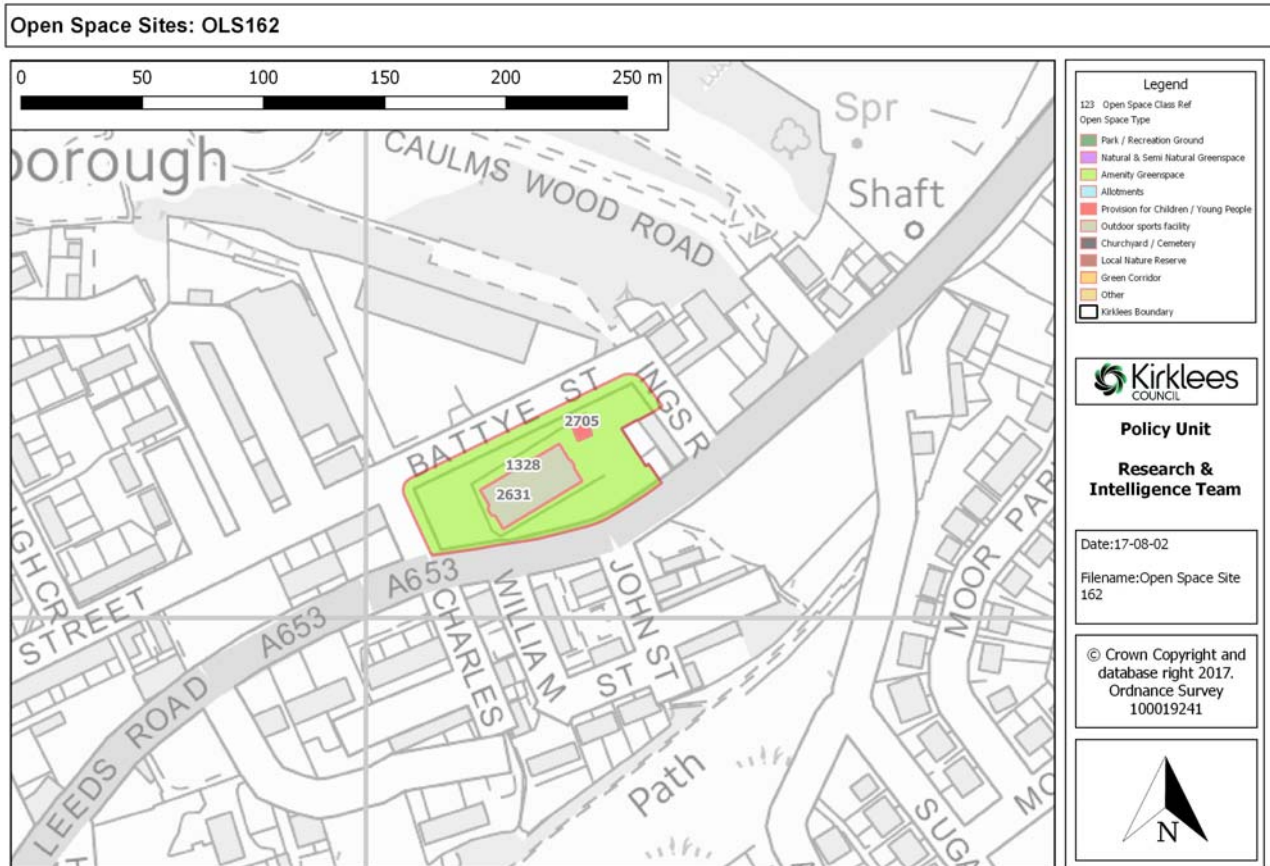 Open Space Sites: OLS162
0 50 100 150 200 250 m
Spr
borough
CAULMS WOOD ROAD
Shaft
BATTYE ST
INGS R
2705
1328
2631
MOOR PAR
UGH CR
STREET
A653
A653
LEEDS ROAD
CHARLES
WILLIAM
ST
JOHN ST
Path
SUGA
MO
Legend
123 Open Space Class Ref
Open Space Type
Park / Recreation Ground
Natural & Semi Natural Greenspace
Amenity Greenspace
Allotments
Provision for Children / Young People
Outdoor sports facility
Churchyard / Cemetery
Local Nature Reserve
Green Corridor
Other
Kirklees Boundary
Kirklees
COUNCIL
Policy Unit
Research &
Intelligence Team
Date:17-08-02
Filename:Open Space Site
162
© Crown Copyright and
database right 2017.
Ordnance Survey
100019241
N